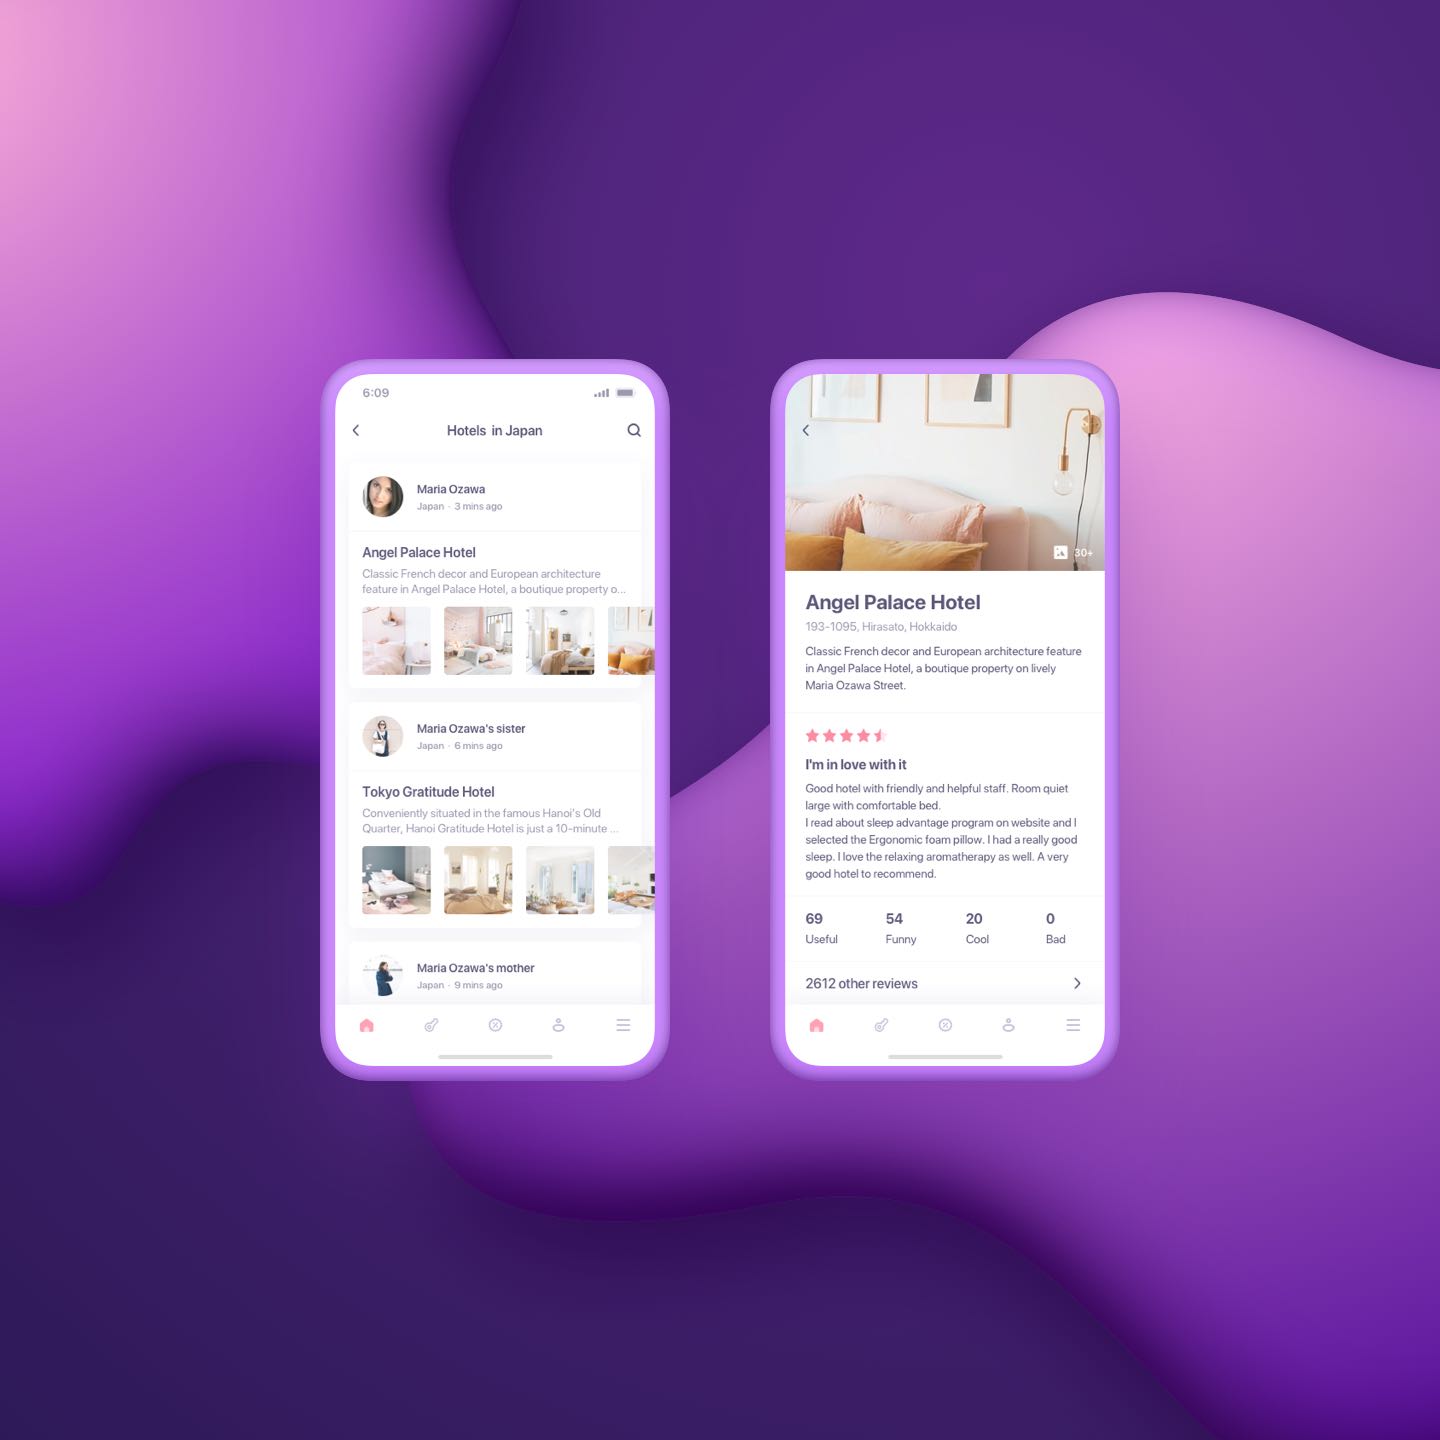 6:09
Hotels in Japan
Maria Ozawa
Japan · 3 mins ago
Angel Palace Hotel
Classic French decor and European architecture
feature in Angel Palace Hotel, a boutique property o...
Maria Ozawa's sister
Japan · 6 mins ago
Tokyo Gratitude Hotel
Conveniently situated in the famous Hanoi's Old
Quarter, Hanoi Gratitude Hotel is just a 10-minute ...
Maria Ozawa's mother
Japan · 9 mins ago
30+
Angel Palace Hotel
193-1095, Hirasato, Hokkaido
Classic French decor and European architecture feature
in Angel Palace Hotel, a boutique property on lively
Maria Ozawa Street.
I'm in love with it
Good hotel with friendly and helpful staff. Room quiet
large with comfortable bed.
I read about sleep advantage program on website and I
selected the Ergonomic foam pillow. I had a really good
sleep. I love the relaxing aromatherapy as well. A very
good hotel to recommend.
69 54 20 0
Useful Funny Cool Bad
2612 other reviews